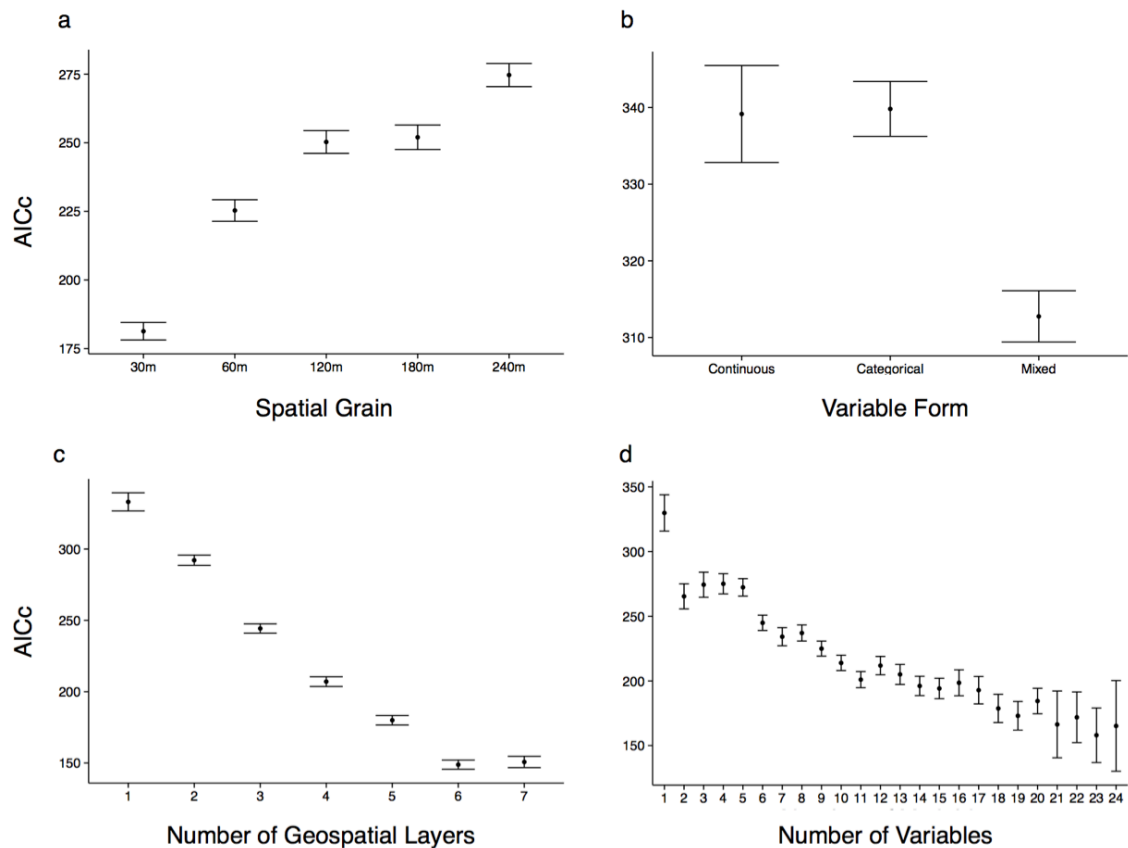 a
275
250
225
200
175
AICc
30m 60m 120m 180m 240m
Spatial Grain
b
340
330
320
310
Continuous Categorical Mixed
Variable Form
c
300
250
200
150
AICc
1 2 3 4 5 6 7
Number of Geospatial Layers
d
350
300
250
200
150
1 2 3 4 5 6 7 8 9 10 11 12 13 14 15 16 17 18 19 20 21 22 23 24
Number of Variables